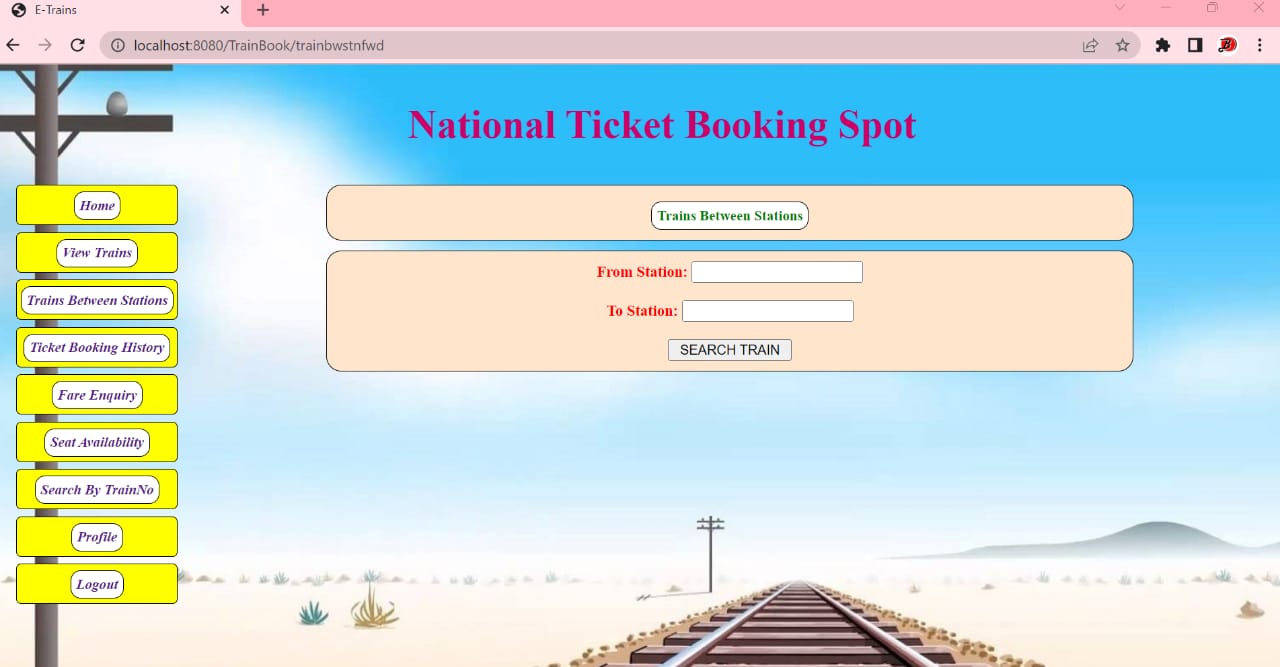 E-Trains
localhost:8080/TrainBook/trainbwstnfwd
National Ticket Booking Spot
Home
View Trains
Trains Between Stations
Ticket Booking History
Fare Enquiry
Seat Availability
Search By TrainNo
Profile
Logout
Trains Between Stations
From Station:
To Station:
SEARCH TRAIN